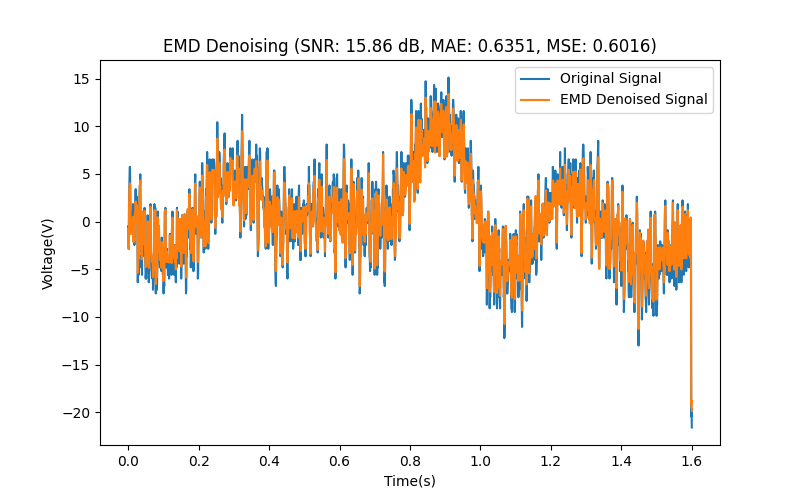 EMD Denoising (SNR: 15.86 dB, MAE: 0.6351, MSE: 0.6016)
Original Signal
EMD Denoised Signal
15
10
5
0
−5
−10
−15
−20
Voltage(V)
0.0 0.2 0.4 0.6 0.8 1.0 1.2 1.4 1.6
Time(s)